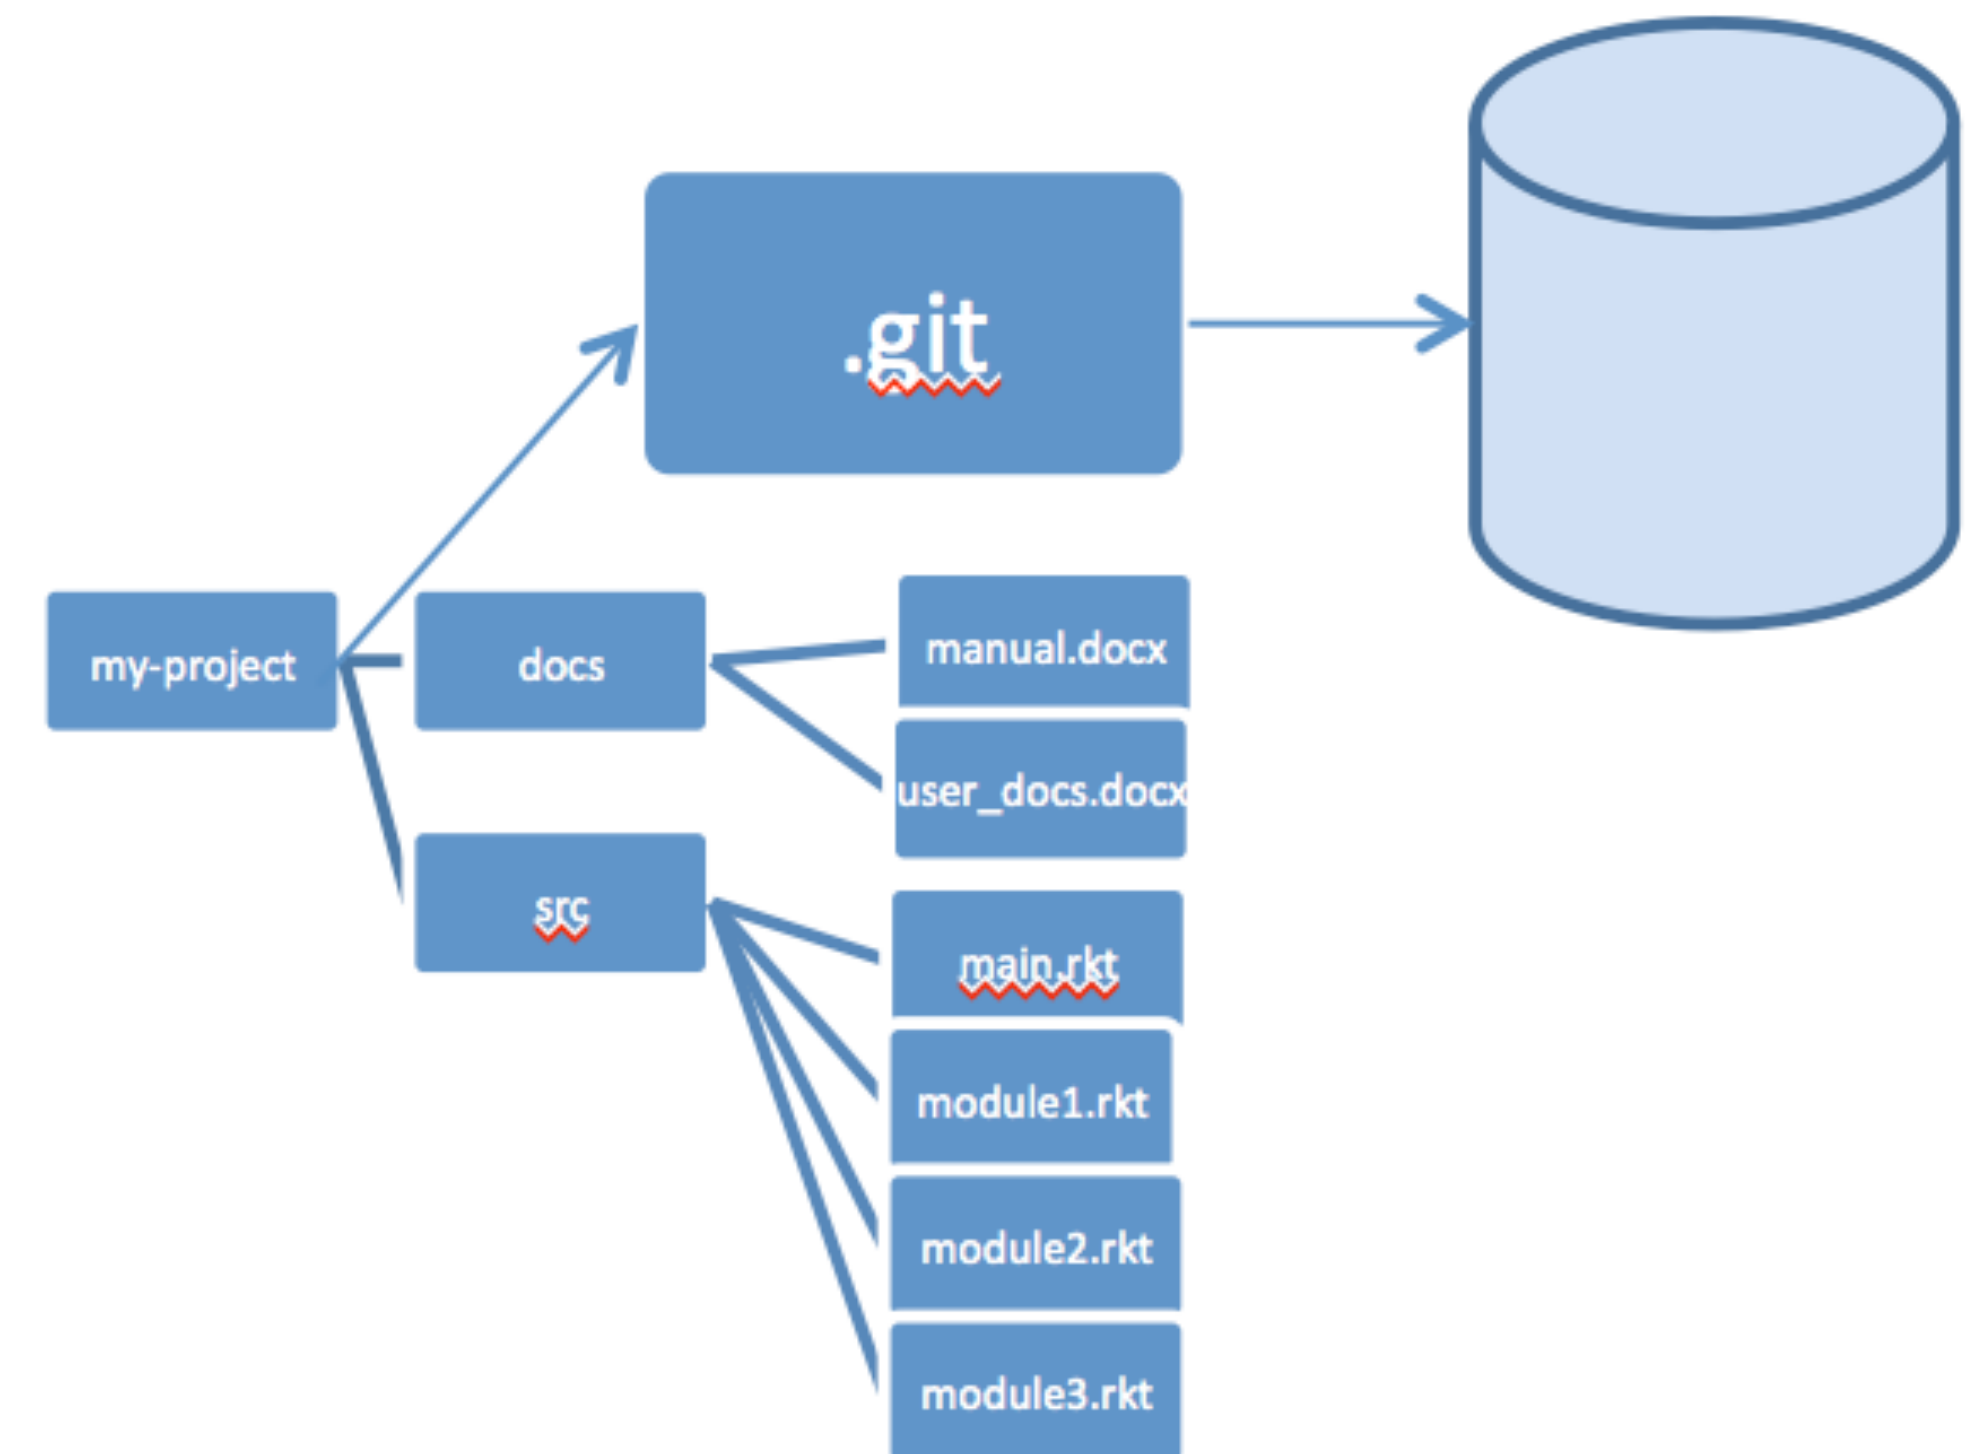 .git
my-project
docs
manual.docx
user_docs.docx
src
main.rkt
module1.rkt
module2.rkt
module3.rkt